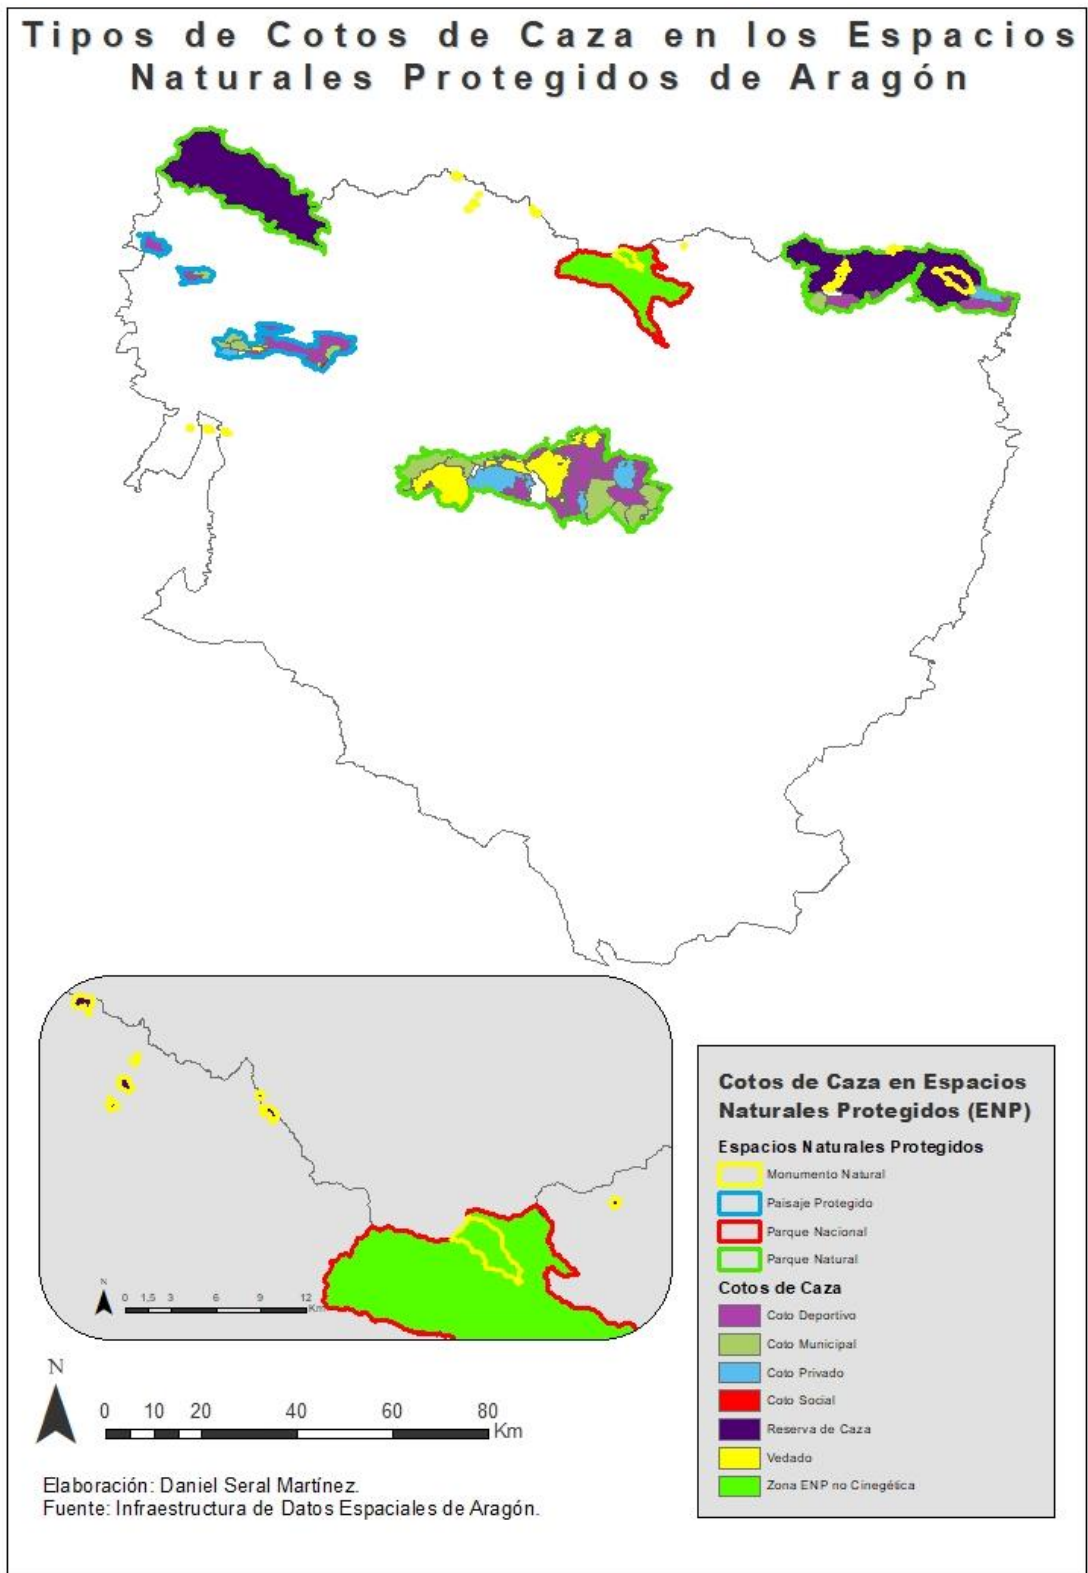 Tipos de Cotos de Caza en los Espacios
Naturales Protegidos de Aragón
N
0 1,5 3 6 9 12
Km
N
0 10 20 40 60 80
Km
Elaboración: Daniel Seral Martínez.
Fuente: Infraestructura de Datos Espaciales de Aragón.
Cotos de Caza en Espacios
Naturales Protegidos (ENP)
Espacios Naturales Protegidos
Monumento Natural
Paisaje Protegido
Parque Nacional
Parque Natural
Cotos de Caza
Coto Deportivo
Coto Municipal
Coto Privado
Coto Social
Reserva de Caza
Vedado
Zona ENP no Cinegética